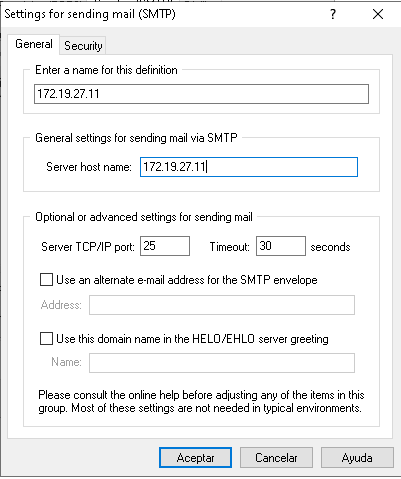 Settings for sending mail (SMTP) ?
General Security
Enter a name for this definition
172.19.27.11
General settings for sending mail via SMTP
Server host name: 172.19.27.11
Optional or advanced settings for sending mail
Server TCP/IP port: 25 Timeout: 30 seconds
Use an alternate e-mail address for the SMTP envelope
Address:
Use this domain name in the HELO/EHLO server greeting
Name:
Please consult the online help before adjusting any of the items in this
group. Most of these settings are not needed in typical environments.
Aceptar Cancelar Ayuda